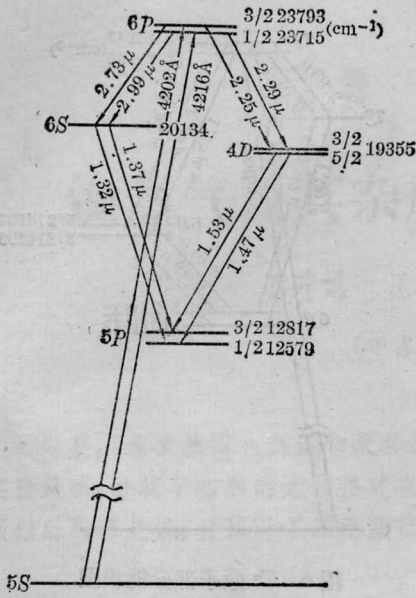 6P 3/2 23793 (cm⁻¹)
1/2 23715
2.73μ
2.99μ
4202Å
4216Å
2.29μ
2.25μ
6S 20134
4D 3/2 19355
5/2
1.32μ
1.37μ
1.53μ
1.47μ
5P 3/2 12817
1/2 12579
5S